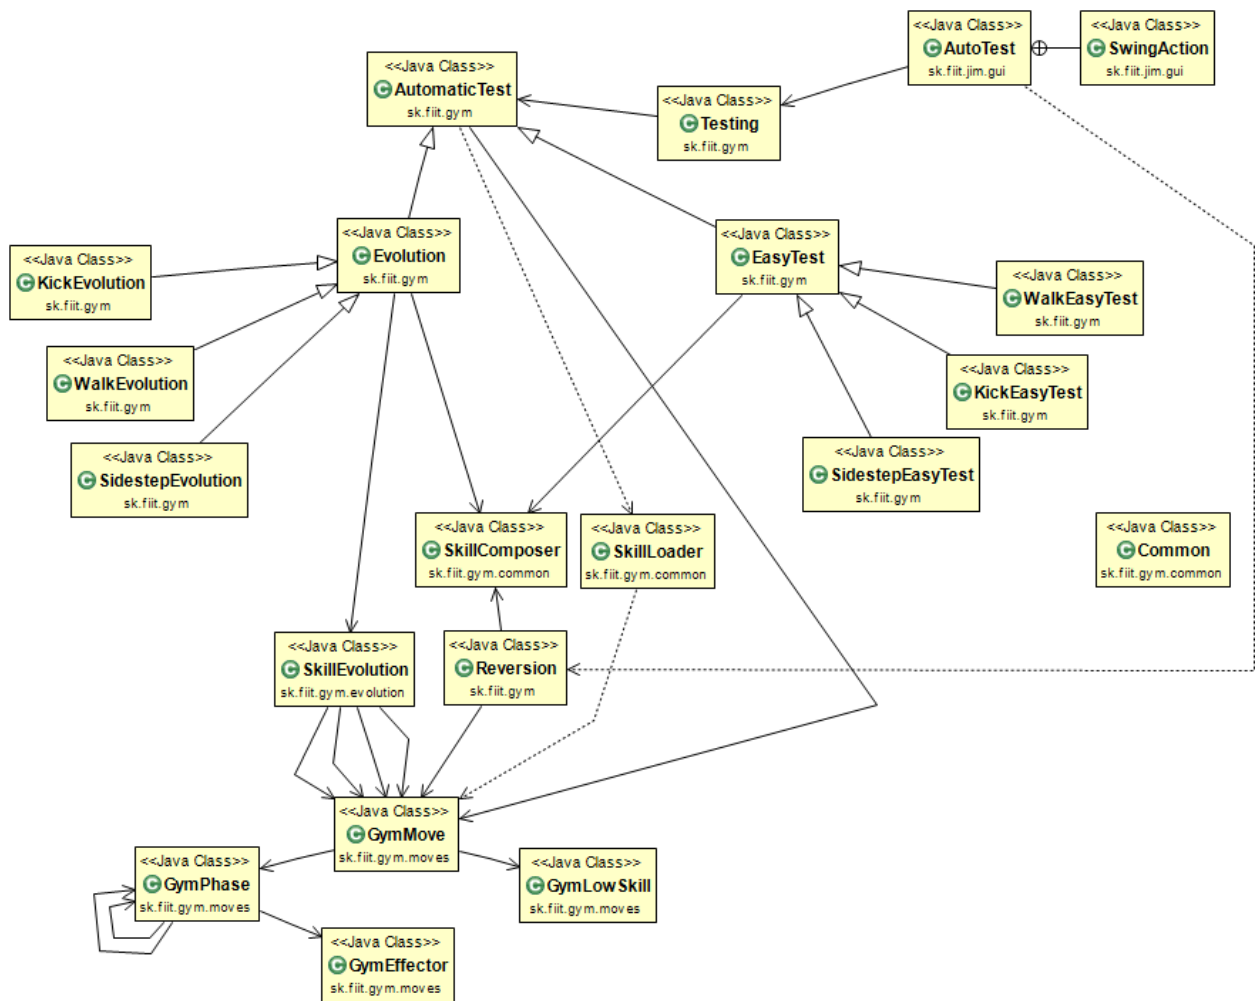 <<Java Class>>
AutoTest
sk.fiit.jim.gui
<<Java Class>>
SwingAction
sk.fiit.jim.gui
<<Java Class>>
AutomaticTest
sk.fiit.gym
<<Java Class>>
Testing
sk.fiit.gym
<<Java Class>>
Evolution
sk.fiit.gym
<<Java Class>>
EasyTest
sk.fiit.gym
<<Java Class>>
KickEvolution
sk.fiit.gym
<<Java Class>>
WalkEasyTest
sk.fiit.gym
<<Java Class>>
WalkEvolution
sk.fiit.gym
<<Java Class>>
KickEasyTest
sk.fiit.gym
<<Java Class>>
SidestepEvolution
sk.fiit.gym
<<Java Class>>
SidestepEasyTest
sk.fiit.gym
<<Java Class>>
SkillComposer
sk.fiit.gym.common
<<Java Class>>
SkillLoader
sk.fiit.gym.common
<<Java Class>>
Common
sk.fiit.gym.common
<<Java Class>>
SkillEvolution
sk.fiit.gym.evolution
<<Java Class>>
Reversion
sk.fiit.gym
<<Java Class>>
GymMove
sk.fiit.gym.moves
<<Java Class>>
GymPhase
sk.fiit.gym.moves
<<Java Class>>
GymLowSkill
sk.fiit.gym.moves
<<Java Class>>
GymEffector
sk.fiit.gym.moves